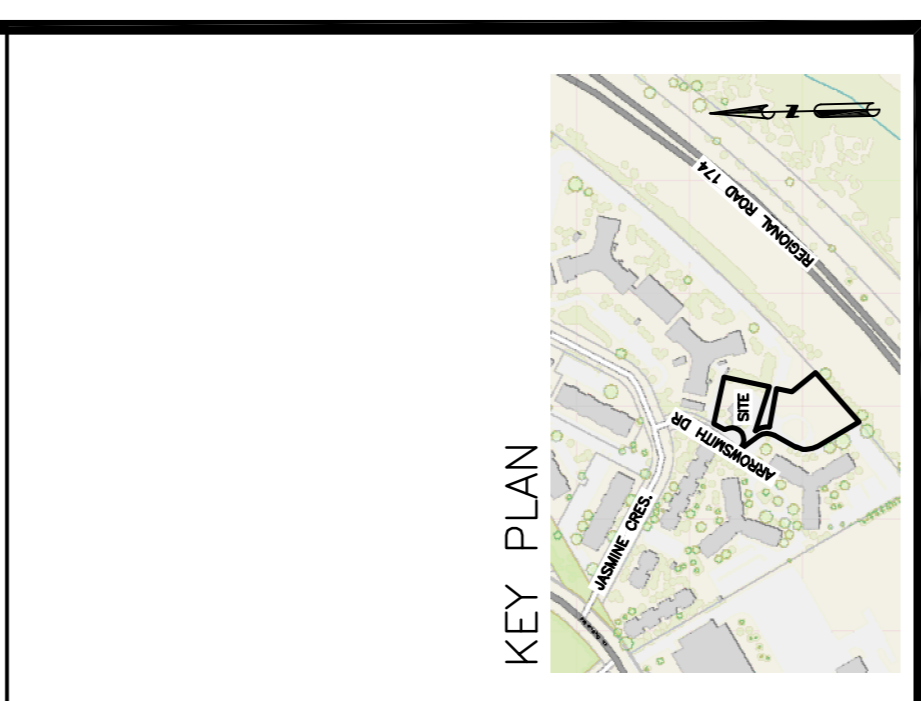 KEY PLAN
REGIONAL ROAD 174
SITE
ARROWSMITH DR
JASMINE CRES.
N